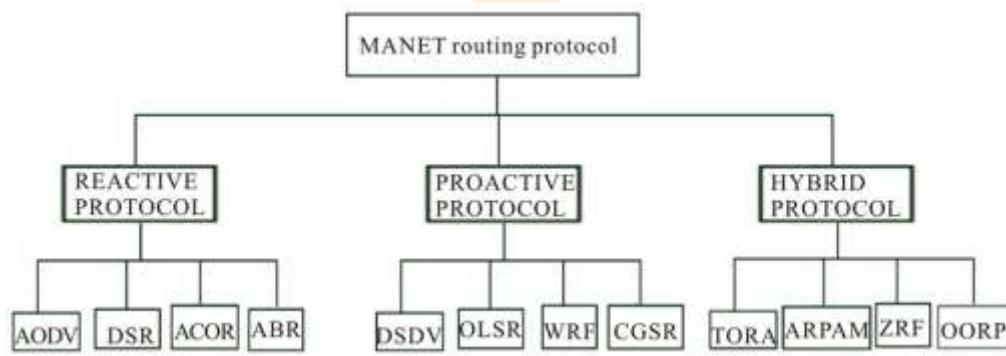 MANET routing protocol
REACTIVE
PROTOCOL
PROACTIVE
PROTOCOL
HYBRID
PROTOCOL
AODV
DSR
ACOR
ABR
DSDV
OLSR
WRF
CGSR
TORA
ARPAM
ZRF
OORP